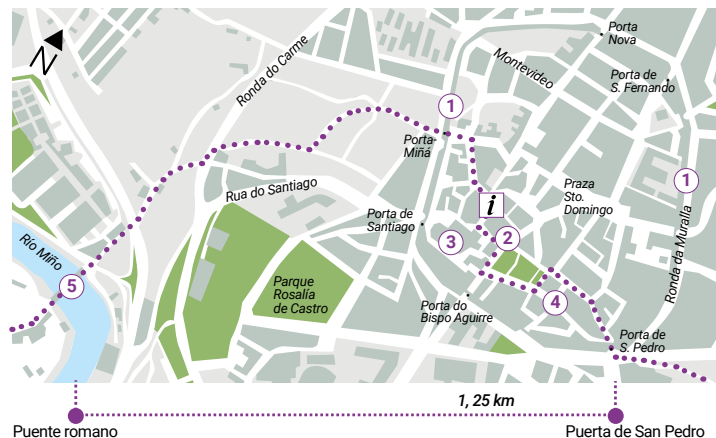 N
Ronda do Carme
Montevideo
Porta
Nova
Porta de
S. Fernando
1
Porta-
Miñá
1
Rua do Santiago
i
Praza
Sto.
Domingo
Porta de
Santiago
3
2
Ronda da Muralla
Río Miño
5
Parque
Rosalía
de Castro
4
Porta do
Bispo Aguirre
Porta de
S. Pedro
1, 25 km
Puente romano
Puerta de San Pedro